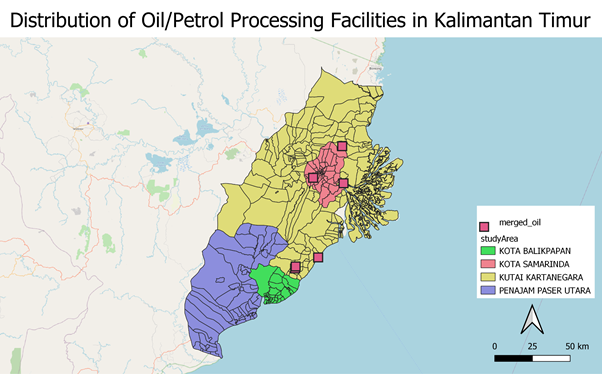 Distribution of Oil/Petrol Processing Facilities in Kalimantan Timur
merged_oil
studyArea
KOTA BALIKPAPAN
KOTA SAMARINDA
KUTAI KARTANEGARA
PENAJAM PASER UTARA
0 25 50 km